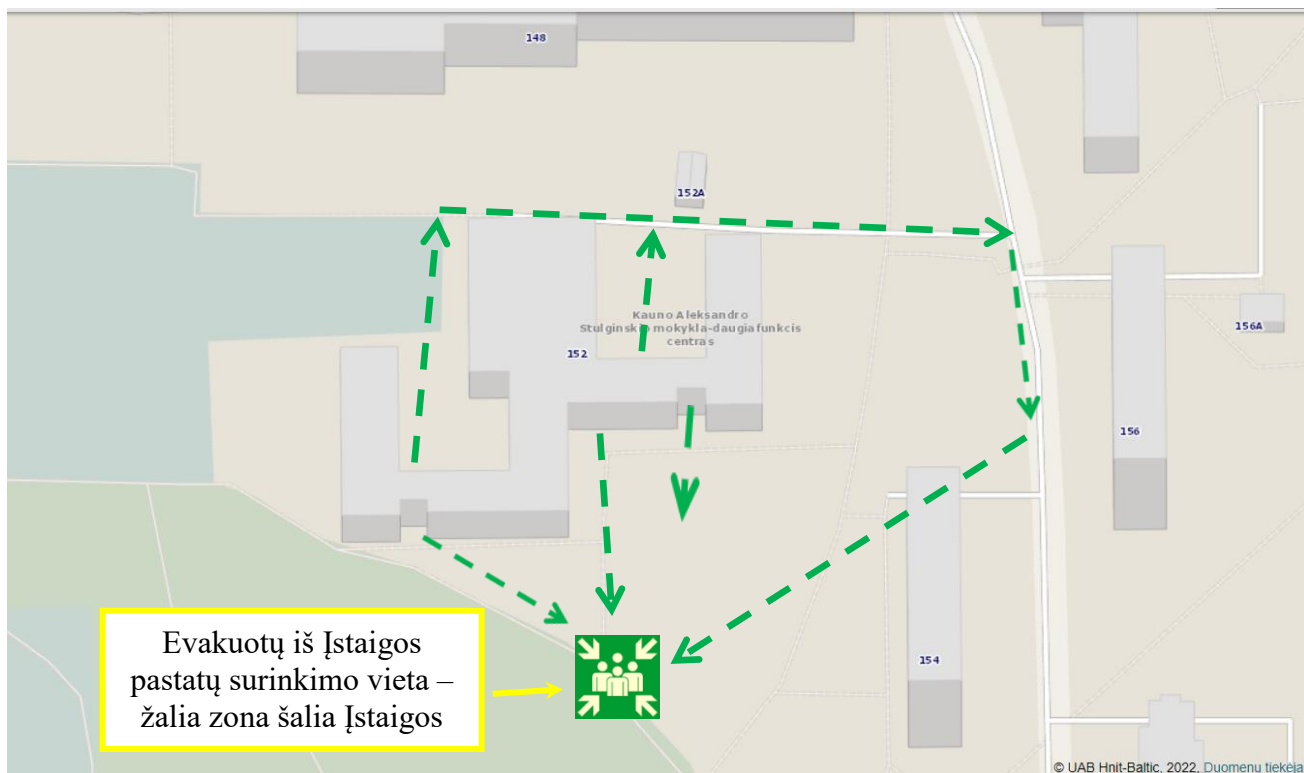 148
152A
Kauno Aleksandro
Stulginskio mokykla-daugiafunkcis
centras
152
156A
156
154
Evakuotų iš Įstaigos
pastatų surinkimo vieta –
žalia zona šalia Įstaigos
© UAB Hnit-Baltic, 2022, Duomenų tiekėja